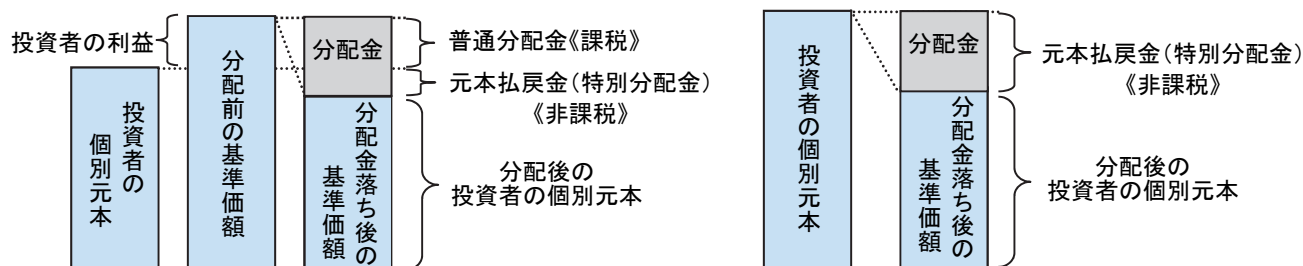 投資者の利益
投資者の
個別元本
分配前の基準価額
分配金
分配金落ち後の
基準価額
普通分配金《課税》
元本払戻金(特別分配金)
《非課税》
分配後の
投資者の個別元本
投資者の個別元本
分配金
分配金落ち後の
基準価額
元本払戻金(特別分配金)
《非課税》
分配後の
投資者の個別元本